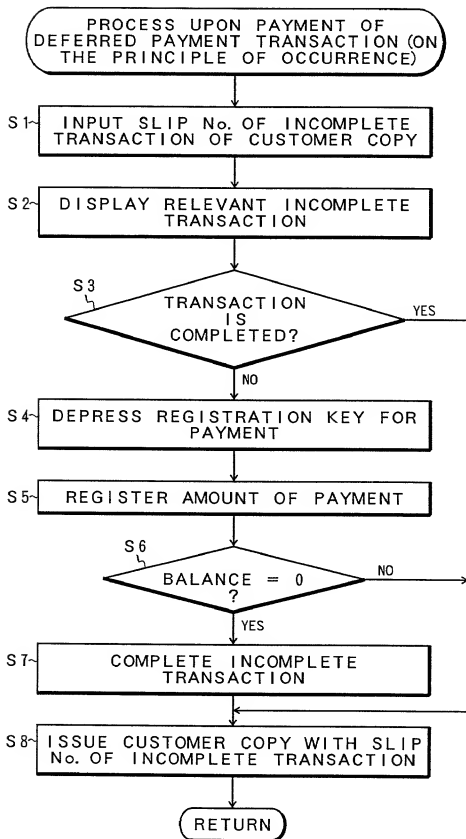 PROCESS UPON PAYMENT OF
DEFERRED PAYMENT TRANSACTION (ON
THE PRINCIPLE OF OCCURRENCE)
S1
INPUT SLIP No. OF INCOMPLETE
TRANSACTION OF CUSTOMER COPY
S2
DISPLAY RELEVANT INCOMPLETE
TRANSACTION
S3
TRANSACTION
IS
COMPLETED?
YES
NO
S4
DEPRESS REGISTRATION KEY FOR
PAYMENT
S5
REGISTER AMOUNT OF PAYMENT
S6
BALANCE = 0
?
NO
YES
S7
COMPLETE INCOMPLETE
TRANSACTION
S8
ISSUE CUSTOMER COPY WITH SLIP
No. OF INCOMPLETE TRANSACTION
RETURN